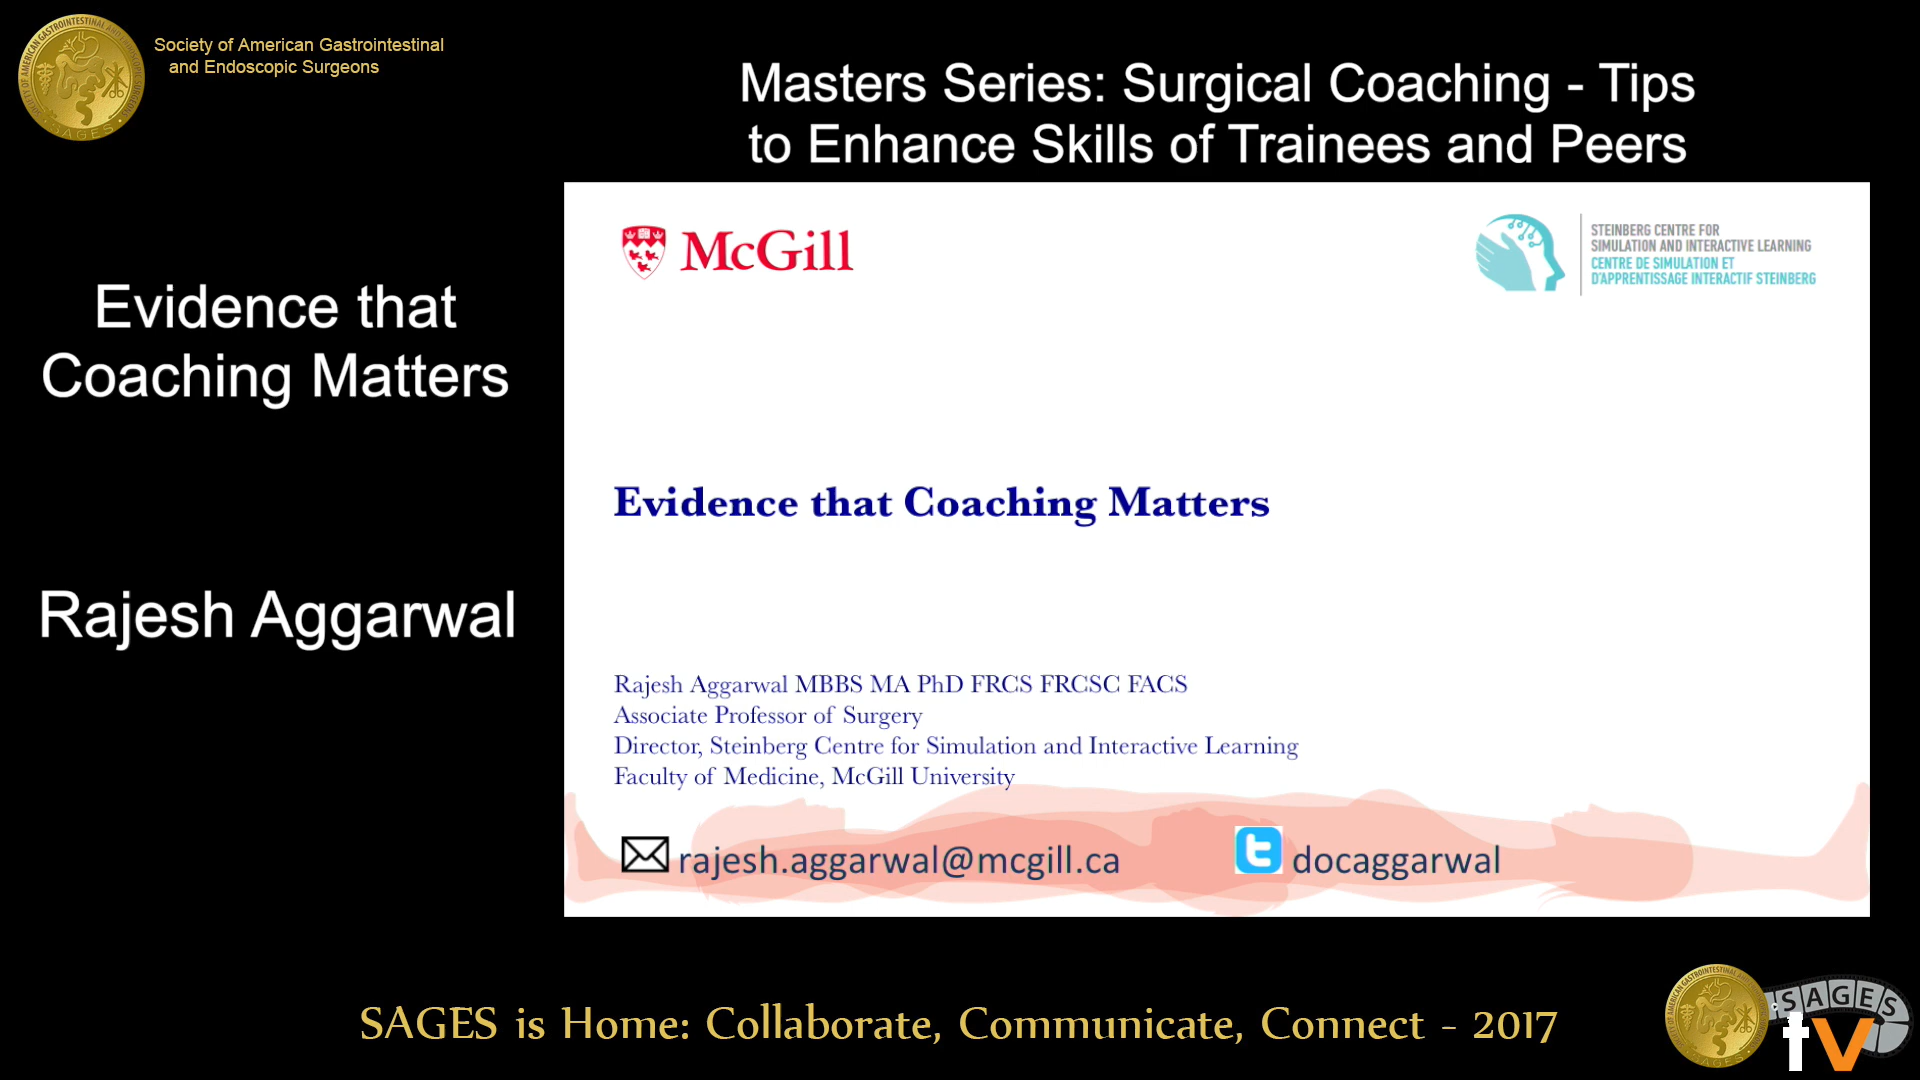 Society of American Gastrointestinal
and Endoscopic Surgeons
SAGES
Masters Series: Surgical Coaching - Tips
to Enhance Skills of Trainees and Peers
Evidence that
Coaching Matters
Rajesh Aggarwal
McGill
STEINBERG CENTRE FOR
SIMULATION AND INTERACTIVE LEARNING
CENTRE DE SIMULATION ET
D'APPRENTISSAGE INTERACTIF STEINBERG
Evidence that Coaching Matters
Rajesh Aggarwal MBBS MA PhD FRCS FRCSC FACS
Associate Professor of Surgery
Director, Steinberg Centre for Simulation and Interactive Learning
Faculty of Medicine, McGill University
rajesh.aggarwal@mcgill.ca
docaggarwal
SAGES is Home: Collaborate, Communicate, Connect - 2017
SAGES
tv